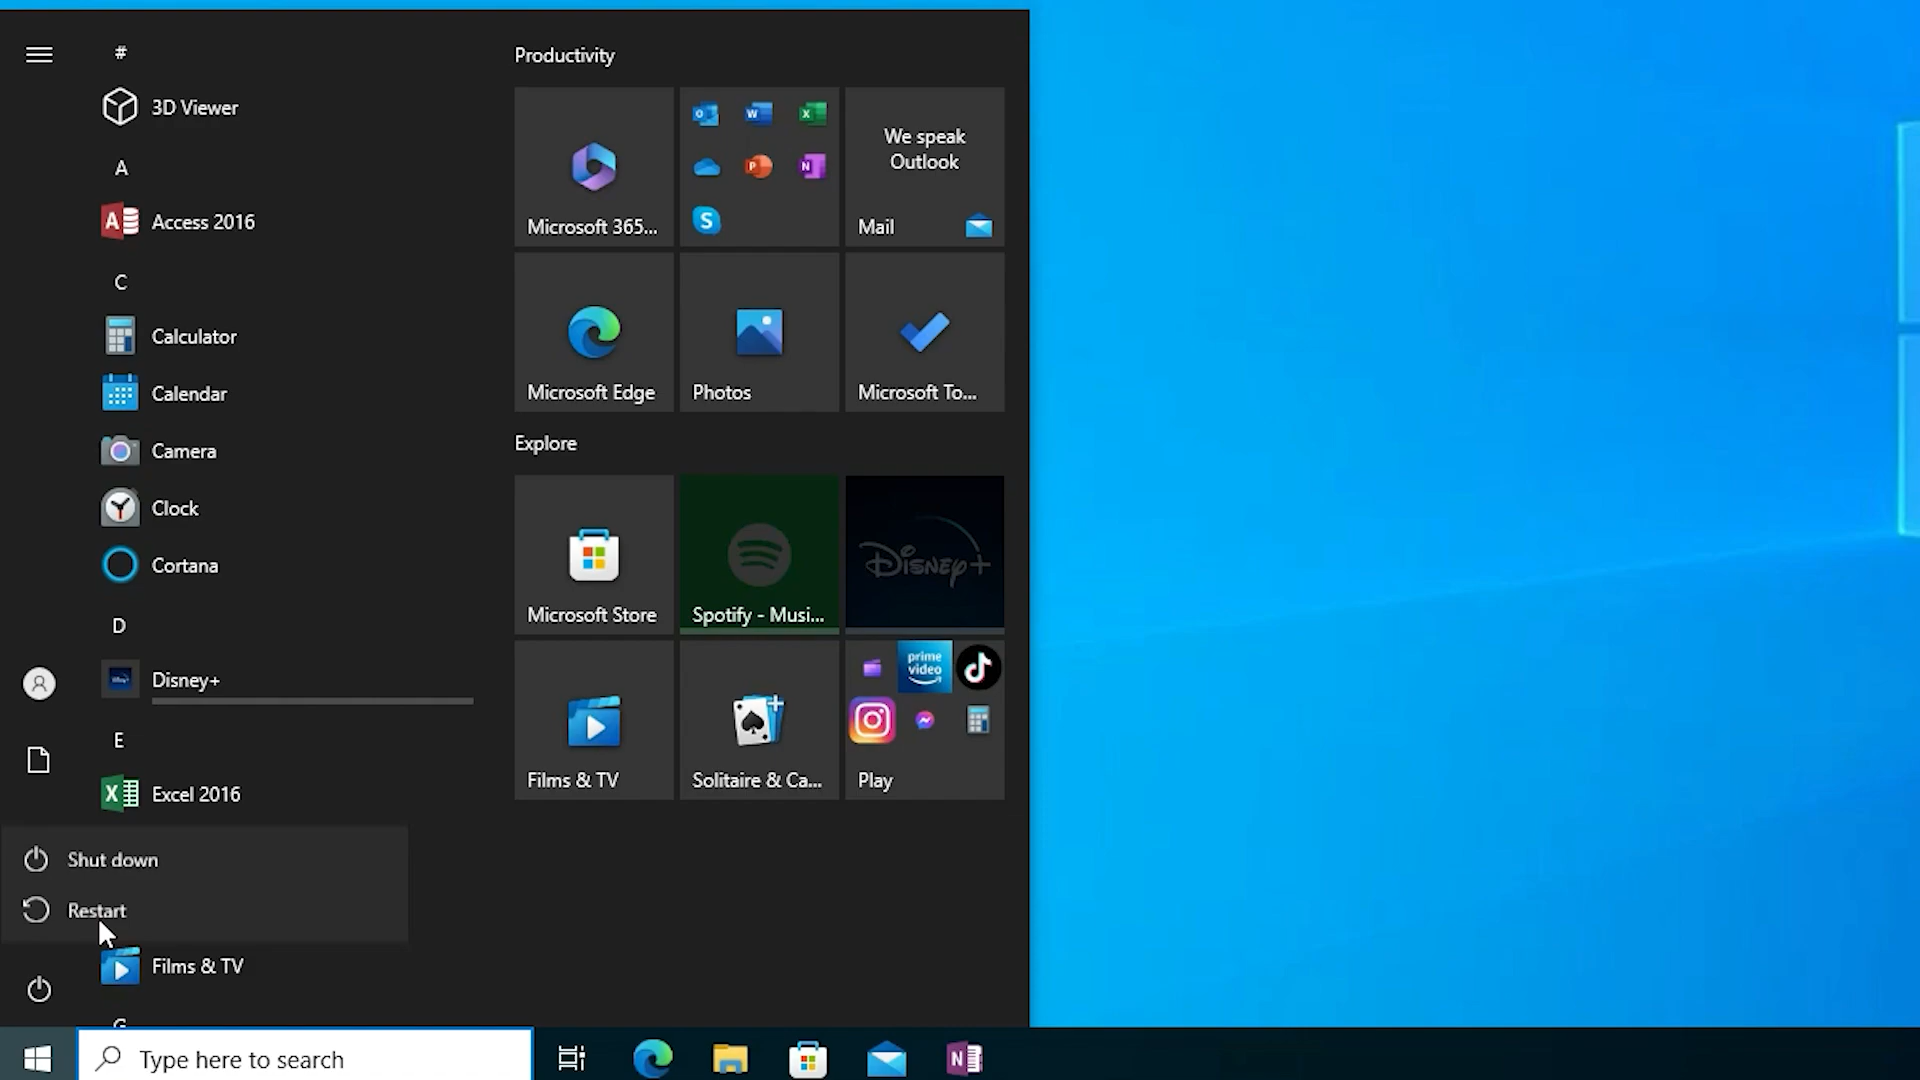 #
3D Viewer
A
Access 2016
C
Calculator
Calendar
Camera
Clock
Cortana
D
Disney+
E
Excel 2016
Shut down
Restart
Films & TV
G
Productivity
Microsoft 365...
We speak
Outlook
Mail
Microsoft Edge
Photos
Microsoft To...
Explore
Microsoft Store
Spotify - Musi...
Disney+
Films & TV
Solitaire & Ca...
prime
video
Play
Type here to search